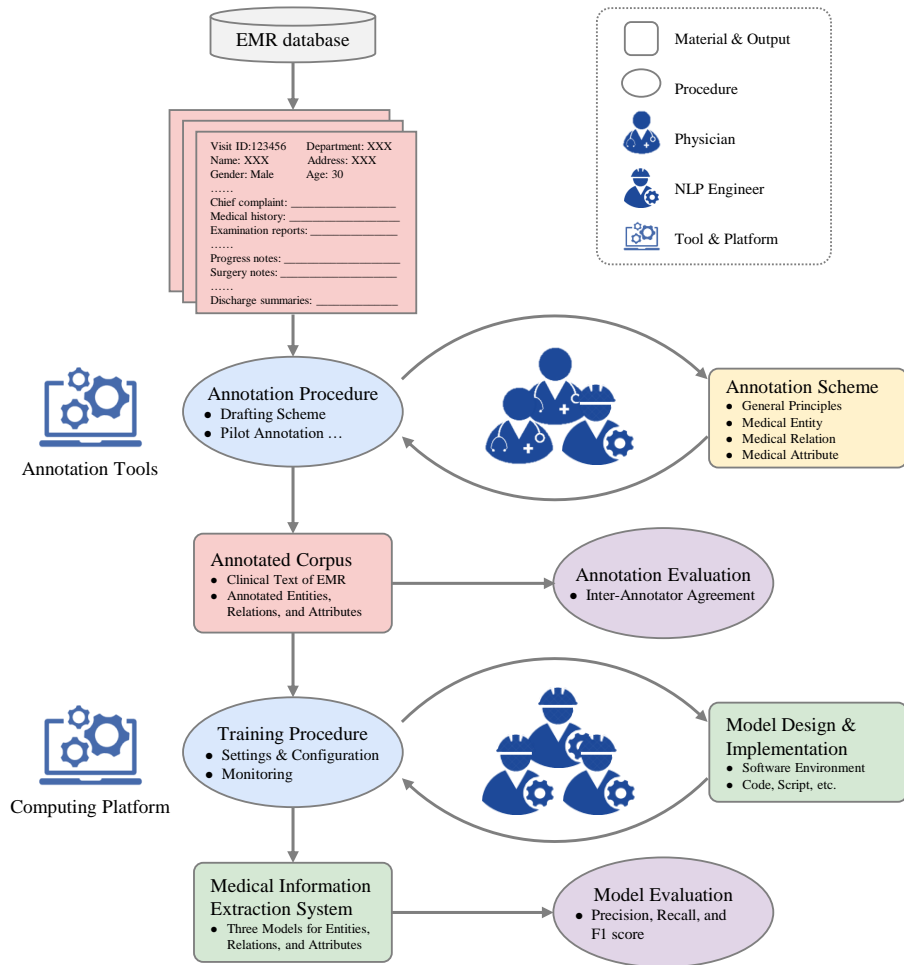 EMR database
Visit ID:123456 Department: XXX
Name: XXX Address: XXX
Gender: Male Age: 30
……
Chief complaint: ___________________
Medical history: ____________________
Examination reports: ________________
……
Progress notes: _____________________
Surgery notes: _____________________
……
Discharge summaries: _______________
Material & Output
Procedure
Physician
NLP Engineer
Tool & Platform
Annotation Tools
Annotation Procedure
● Drafting Scheme
● Pilot Annotation …
Annotation Scheme
● General Principles
● Medical Entity
● Medical Relation
● Medical Attribute
Annotated Corpus
● Clinical Text of EMR
● Annotated Entities,
Relations, and Attributes
Annotation Evaluation
● Inter-Annotator Agreement
Computing Platform
Training Procedure
● Settings & Configuration
● Monitoring
Model Design &
Implementation
● Software Environment
● Code, Script, etc.
Medical Information
Extraction System
● Three Models for Entities,
Relations, and Attributes
Model Evaluation
● Precision, Recall, and
F1 score